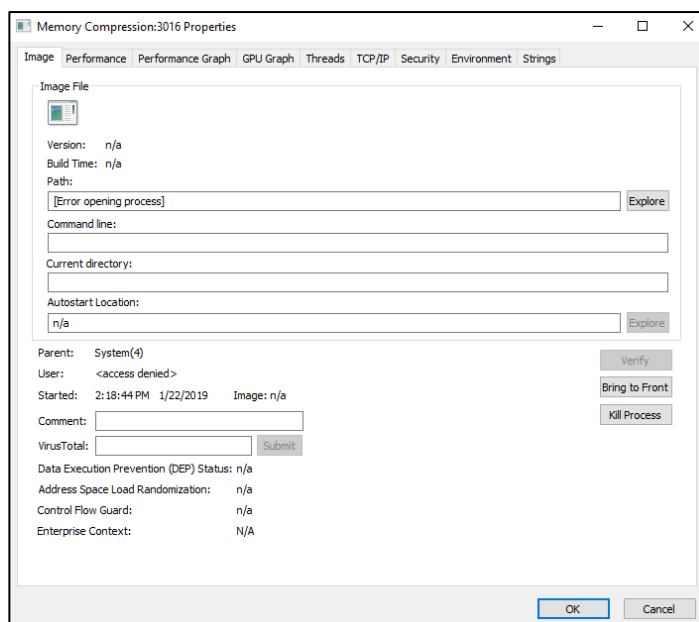 Memory Compression:3016 Properties
Image Performance Performance Graph GPU Graph Threads TCP/IP Security Environment Strings
Image File
Version: n/a
Build Time: n/a
Path:
[Error opening process] Explore
Command line:
Current directory:
Autostart Location:
n/a Explore
Parent: System(4)
Verify
User: <access denied>
Bring to Front
Started: 2:18:44 PM 1/22/2019 Image: n/a
Kill Process
Comment:
VirusTotal: Submit
Data Execution Prevention (DEP) Status: n/a
Address Space Load Randomization: n/a
Control Flow Guard: n/a
Enterprise Context: N/A
OK Cancel